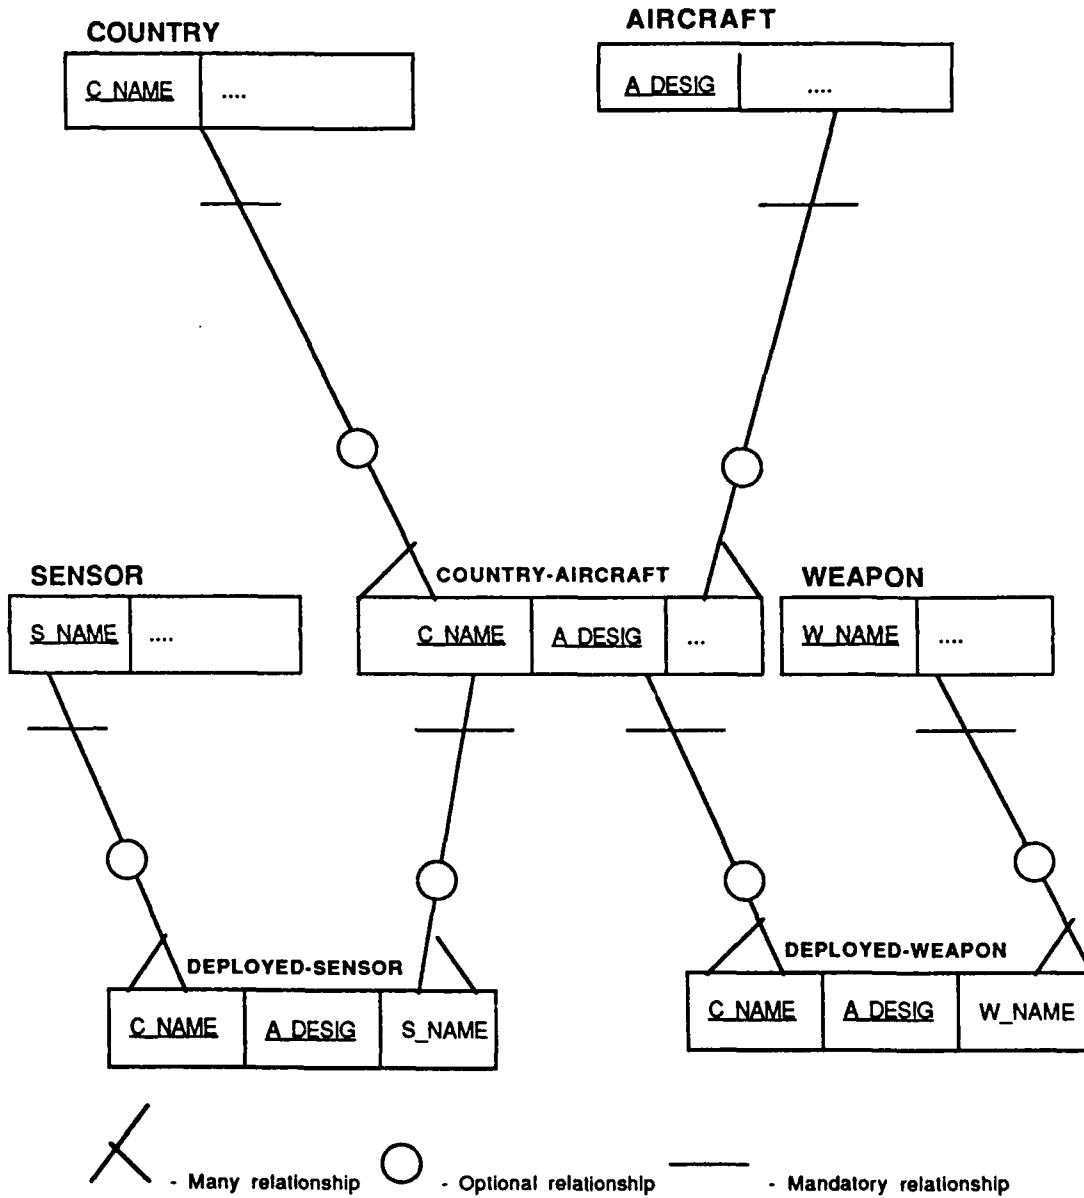 COUNTRY
AIRCRAFT
C_NAME
....
A_DESIG
....
SENSOR
COUNTRY-AIRCRAFT
WEAPON
S_NAME
....
C_NAME
A_DESIG
...
W_NAME
....
DEPLOYED-SENSOR
DEPLOYED-WEAPON
C_NAME
A_DESIG
S_NAME
C_NAME
A_DESIG
W_NAME
- Many relationship
- Optional relationship
- Mandatory relationship